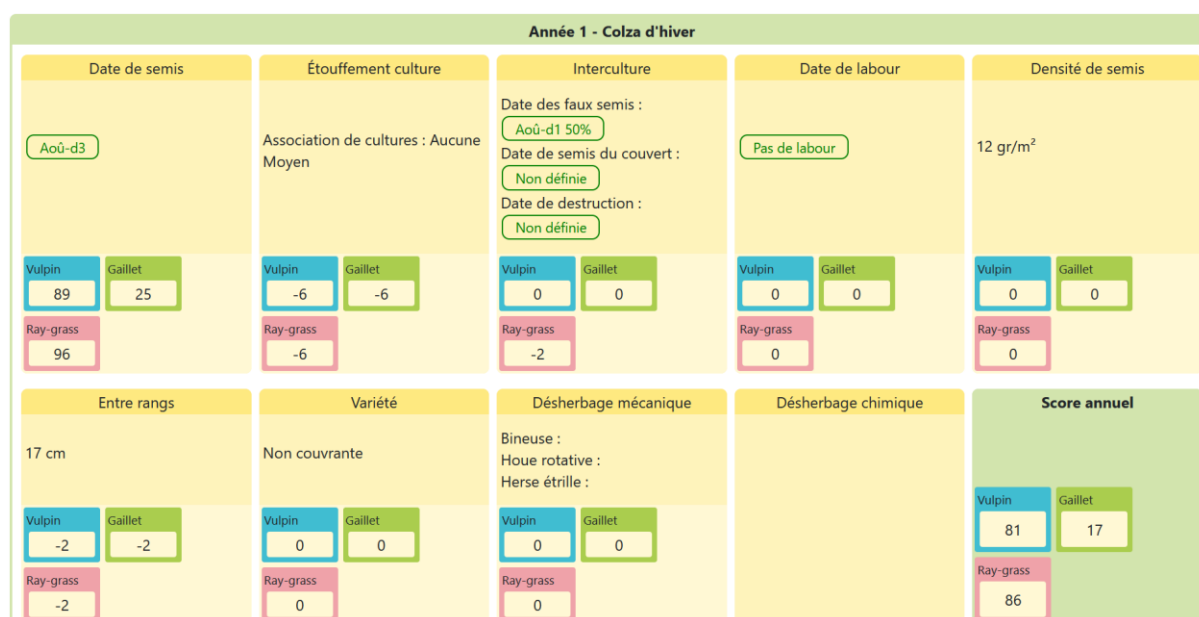 Année 1 - Colza d'hiver
Date de semis
Aoû-d3
Vulpin
Gaillet
89
25
Ray-grass
96
Étouffement culture
Association de cultures : Aucune
Moyen
Vulpin
Gaillet
-6
-6
Ray-grass
-6
Interculture
Date des faux semis :
Aoû-d1 50%
Date de semis du couvert :
Non définie
Date de destruction :
Non définie
Vulpin
Gaillet
0
0
Ray-grass
-2
Date de labour
Pas de labour
Vulpin
Gaillet
0
0
Ray-grass
0
Densité de semis
12 gr/m²
Vulpin
Gaillet
0
0
Ray-grass
0
Entre rangs
17 cm
Vulpin
Gaillet
-2
-2
Ray-grass
-2
Variété
Non couvrante
Vulpin
Gaillet
0
0
Ray-grass
0
Désherbage mécanique
Bineuse :
Houe rotative :
Herse étrille :
Vulpin
Gaillet
0
0
Ray-grass
0
Désherbage chimique
Score annuel
Vulpin
Gaillet
81
17
Ray-grass
86